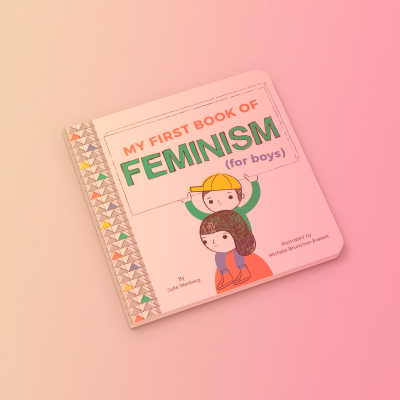 MY FIRST BOOK OF
FEMINISM
(for boys)
By
Julie Merberg
Illustrated by
Michéle Brummer Everett